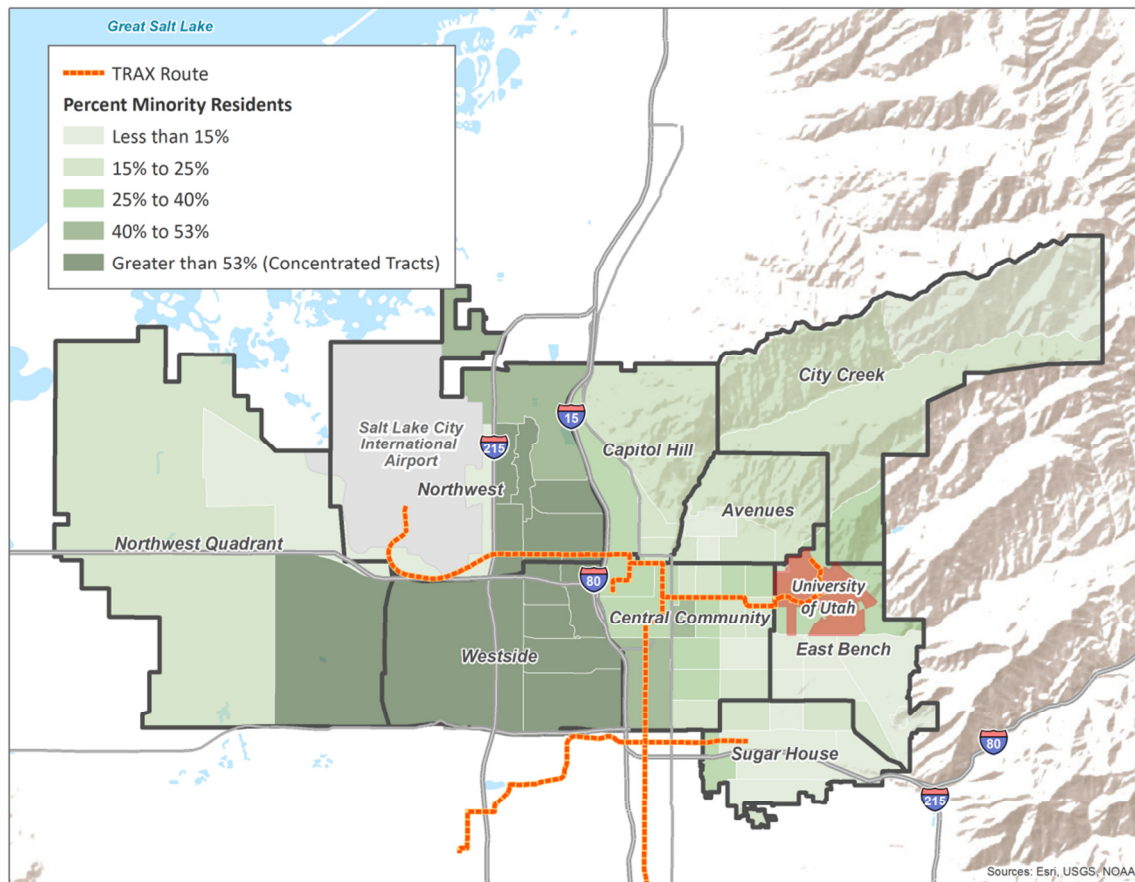 Great Salt Lake
TRAX Route
Percent Minority Residents
Less than 15%
15% to 25%
25% to 40%
40% to 53%
Greater than 53% (Concentrated Tracts)
City Creek
15
Salt Lake City
International
Airport
215
Capitol Hill
Northwest
Avenues
Northwest Quadrant
80
University
of Utah
Central Community
East Bench
Westside
80
Sugar House
215
Sources: Esri, USGS, NOAA